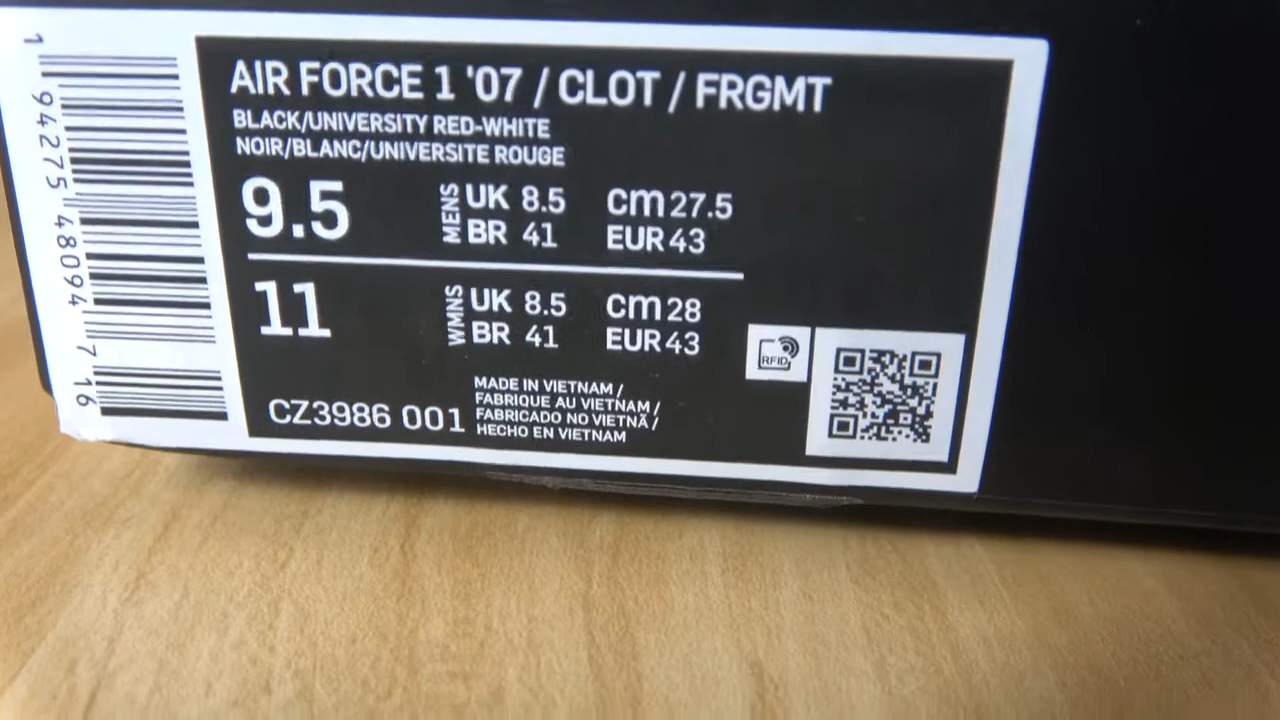 AIR FORCE 1 '07 / CLOT / FRGMT
BLACK/UNIVERSITY RED-WHITE
NOIR/BLANC/UNIVERSITE ROUGE
9.5 MENS UK 8.5 cm 27.5
BR 41 EUR 43
11 WMNS UK 8.5 cm 28
BR 41 EUR 43
RFID
CZ3986 001
MADE IN VIETNAM /
FABRIQUE AU VIETNAM /
FABRICADO NO VIETNÃ /
HECHO EN VIETNAM
1 94275 48094 7 16